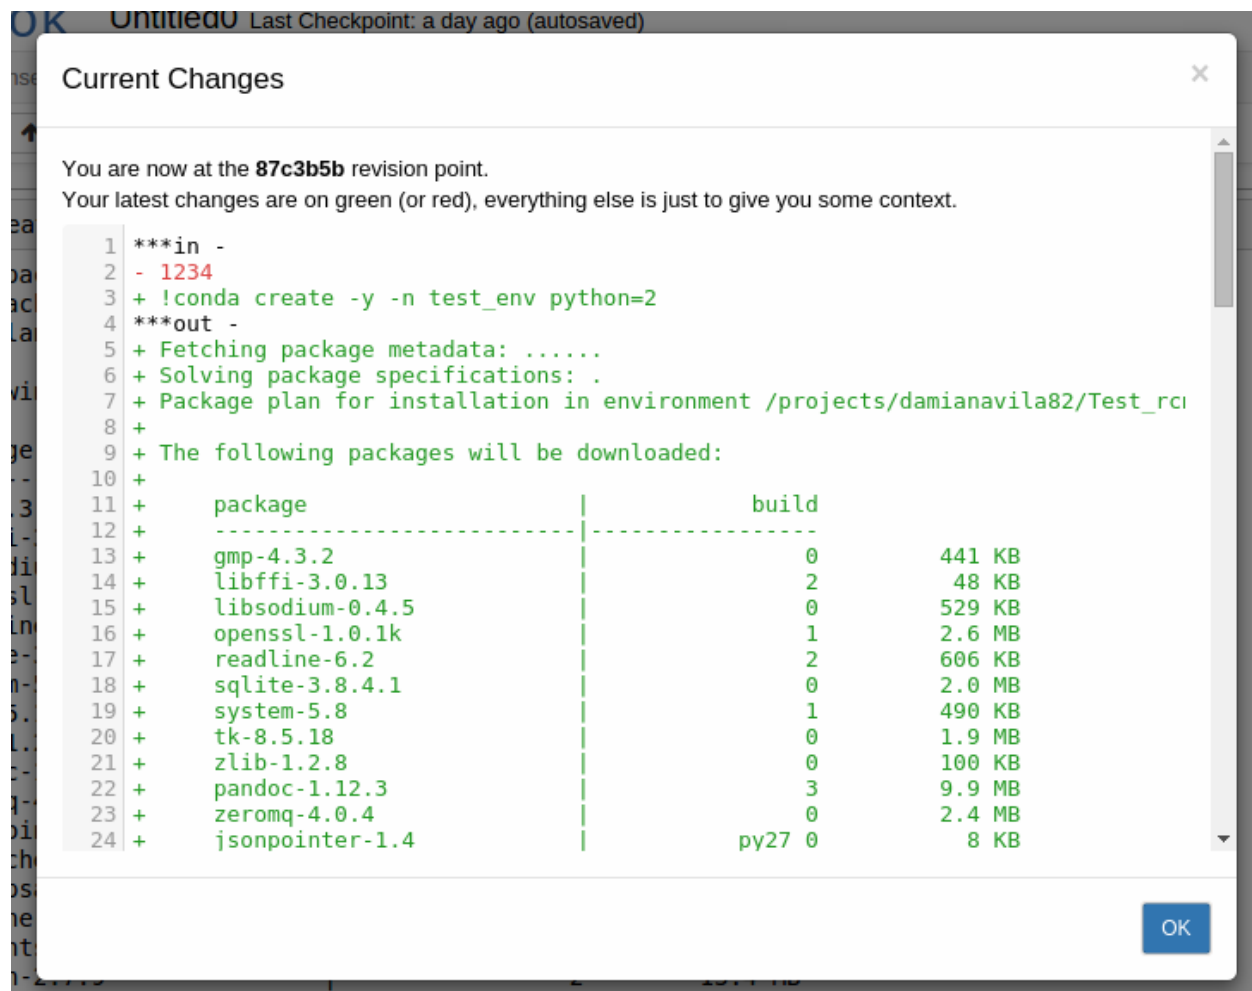 OK Untitled0 Last Checkpoint: a day ago (autosaved)
Current Changes ×
You are now at the 87c3b5b revision point.
Your latest changes are on green (or red), everything else is just to give you some context.
1 ***in -
2 - 1234
3 + !conda create -y -n test_env python=2
4 ***out -
5 + Fetching package metadata: ......
6 + Solving package specifications: .
7 + Package plan for installation in environment /projects/damianavila82/Test_rc
8 +
9 + The following packages will be downloaded:
10 +
11 + package | build
12 + ---------------------------|-----------------
13 + gmp-4.3.2 | 0 441 KB
14 + libffi-3.0.13 | 2 48 KB
15 + libsodium-0.4.5 | 0 529 KB
16 + openssl-1.0.1k | 1 2.6 MB
17 + readline-6.2 | 2 606 KB
18 + sqlite-3.8.4.1 | 0 2.0 MB
19 + system-5.8 | 1 490 KB
20 + tk-8.5.18 | 0 1.9 MB
21 + zlib-1.2.8 | 0 100 KB
22 + pandoc-1.12.3 | 3 9.9 MB
23 + zeromq-4.0.4 | 0 2.4 MB
24 + jsonpointer-1.4 | py27_0 8 KB
OK